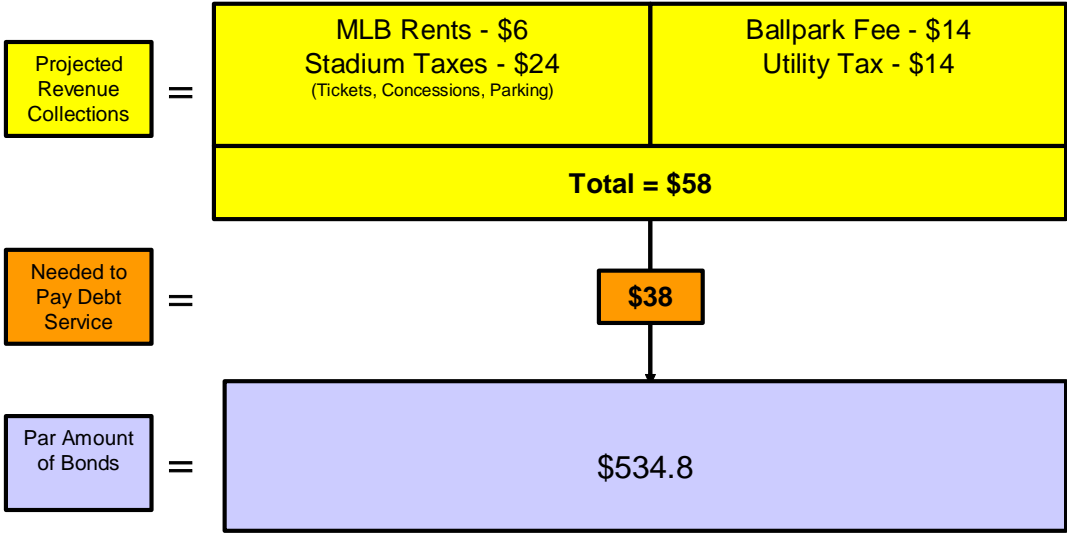 Projected
Revenue
Collections
=
MLB Rents - $6
Stadium Taxes - $24
(Tickets, Concessions, Parking)
Ballpark Fee - $14
Utility Tax - $14
Total = $58
Needed to
Pay Debt
Service
=
$38
Par Amount
of Bonds
=
$534.8